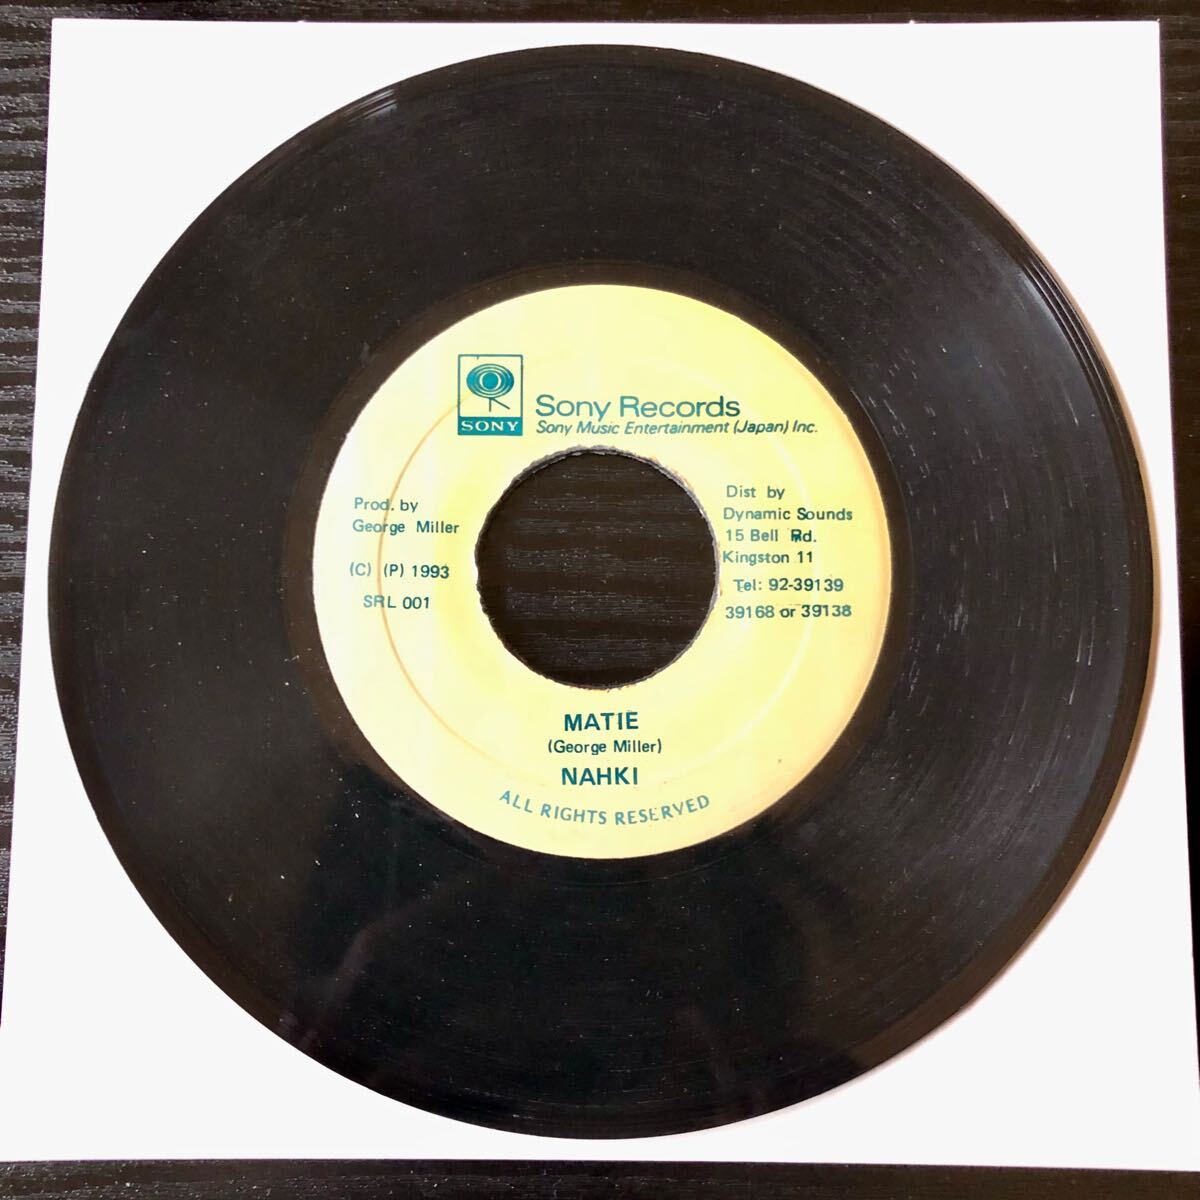 SONY
Sony Records
Sony Music Entertainment (Japan) Inc.
Prod. by
George Miller
(C) (P) 1993
SRL 001
Dist by
Dynamic Sounds
15 Bell Rd.
Kingston 11
Tel: 92-39139
39168 or 39138
MATIE
(George Miller)
NAHKI
ALL RIGHTS RESERVED